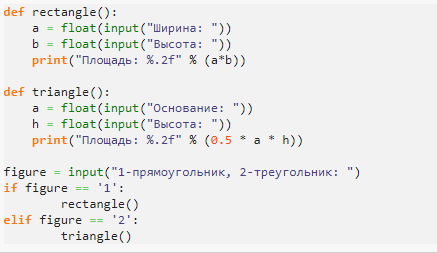 def rectangle():
    a = float(input("Ширина: "))
    b = float(input("Высота: "))
    print("Площадь: %.2f" % (a*b))

def triangle():
    a = float(input("Основание: "))
    h = float(input("Высота: "))
    print("Площадь: %.2f" % (0.5 * a * h))

figure = input("1-прямоугольник, 2-треугольник: ")
if figure == '1':
        rectangle()
elif figure == '2':
        triangle()